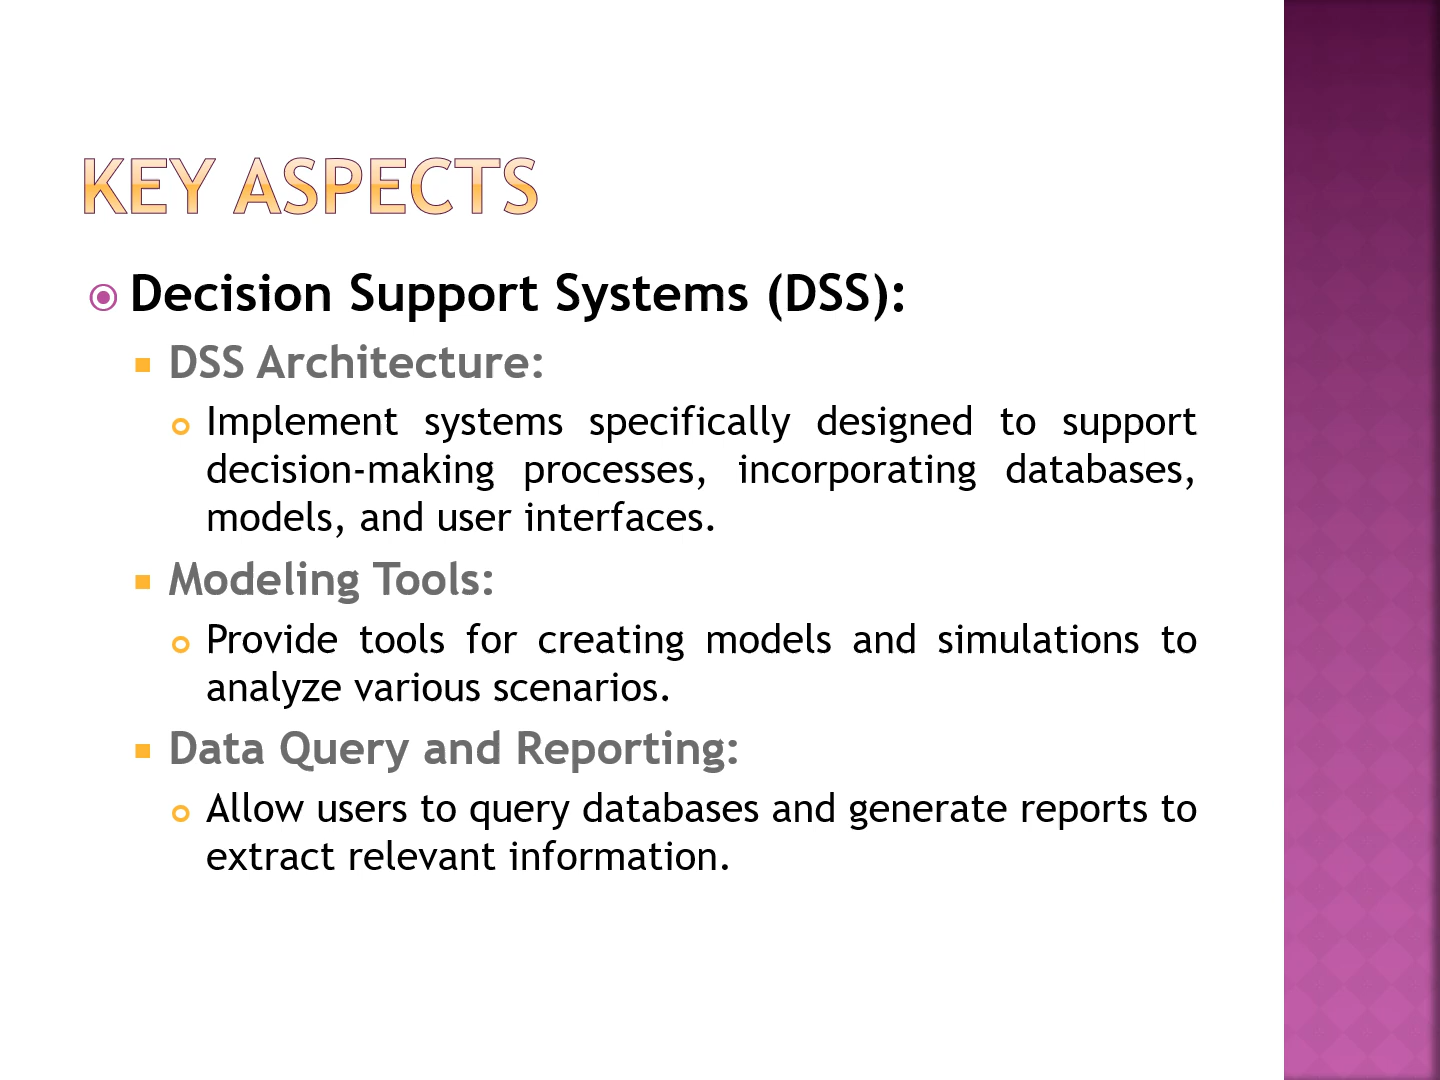 KEY ASPECTS
Decision Support Systems (DSS):
DSS Architecture:
Implement systems specifically designed to support
decision-making processes, incorporating databases,
models, and user interfaces.
Modeling Tools:
Provide tools for creating models and simulations to
analyze various scenarios.
Data Query and Reporting:
Allow users to query databases and generate reports to
extract relevant information.